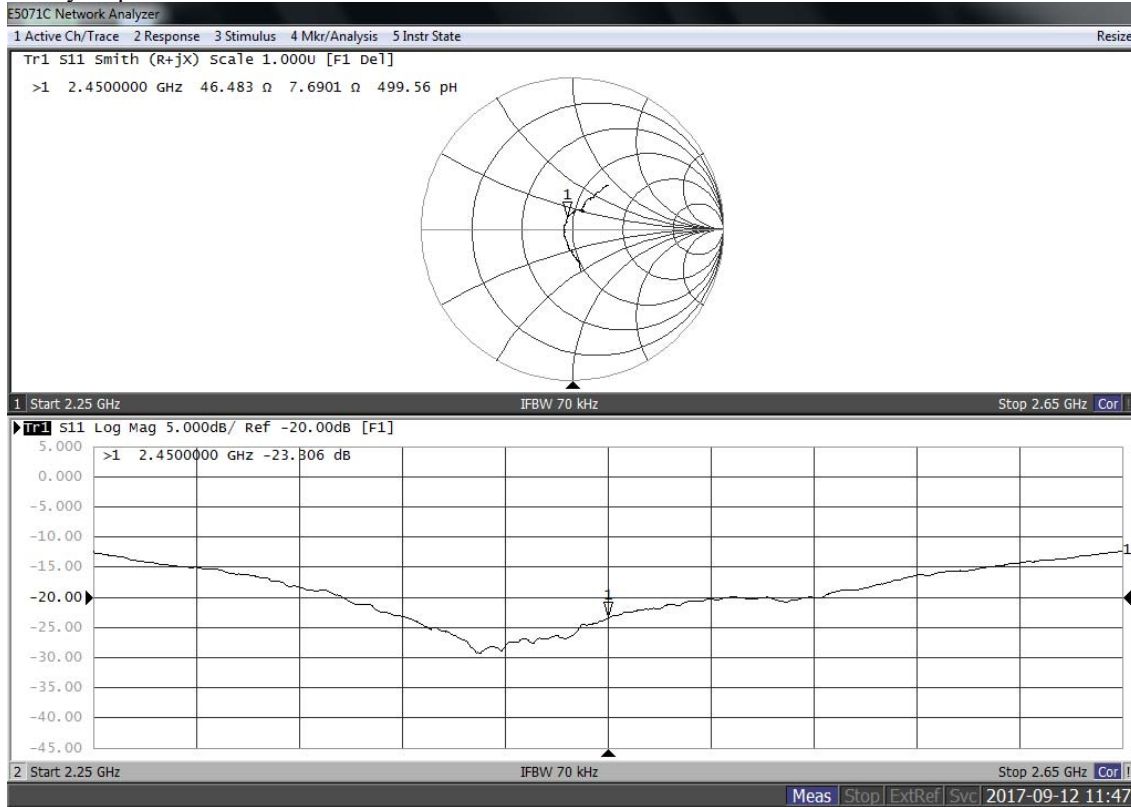 E5071C Network Analyzer
1 Active Ch/Trace 2 Response 3 Stimulus 4 Mkr/Analysis 5 Instr State Resize
Tr1 S11 Smith (R+jX) Scale 1.000U [F1 Del]
>1 2.4500000 GHz 46.483 Ω 7.6901 Ω 499.56 pH
1
1 Start 2.25 GHz IFBW 70 kHz Stop 2.65 GHz Cor !
Tr1 S11 Log Mag 5.000dB/ Ref -20.00dB [F1]
5.000
>1 2.4500000 GHz -23.306 dB
0.000
-5.000
-10.00
1
-15.00
-20.00
1
-25.00
-30.00
-35.00
-40.00
-45.00
2 Start 2.25 GHz IFBW 70 kHz Stop 2.65 GHz Cor !
Meas Stop ExtRef Svc 2017-09-12 11:47